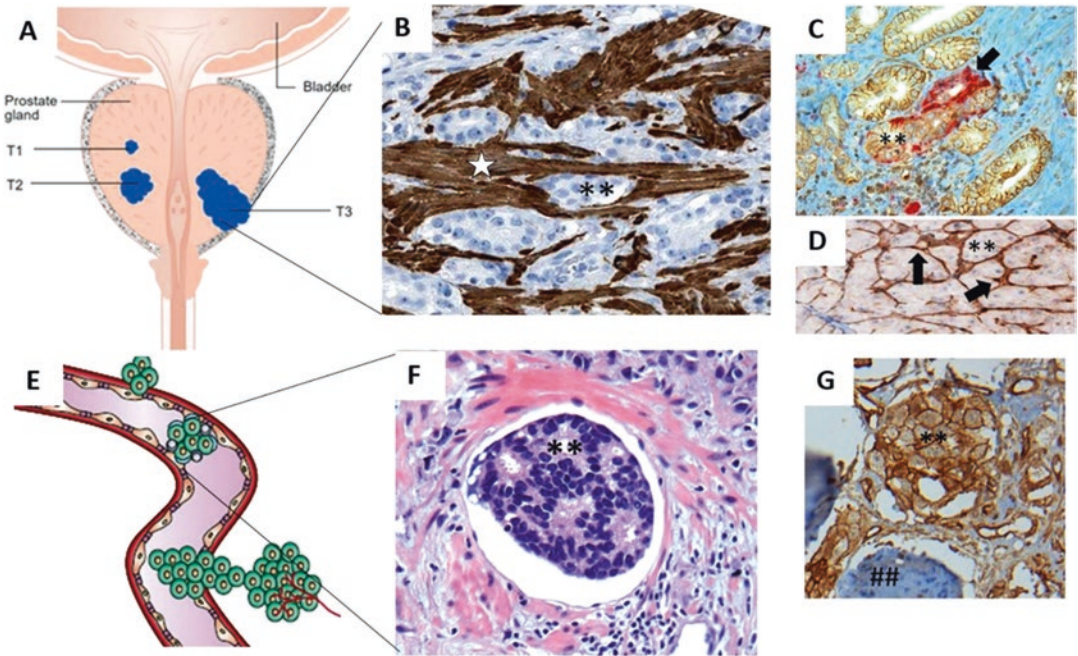 A
Bladder
Prostate
gland
T1
T2
T3
B
**
C
**
D
**
E
F
**
G
**
##